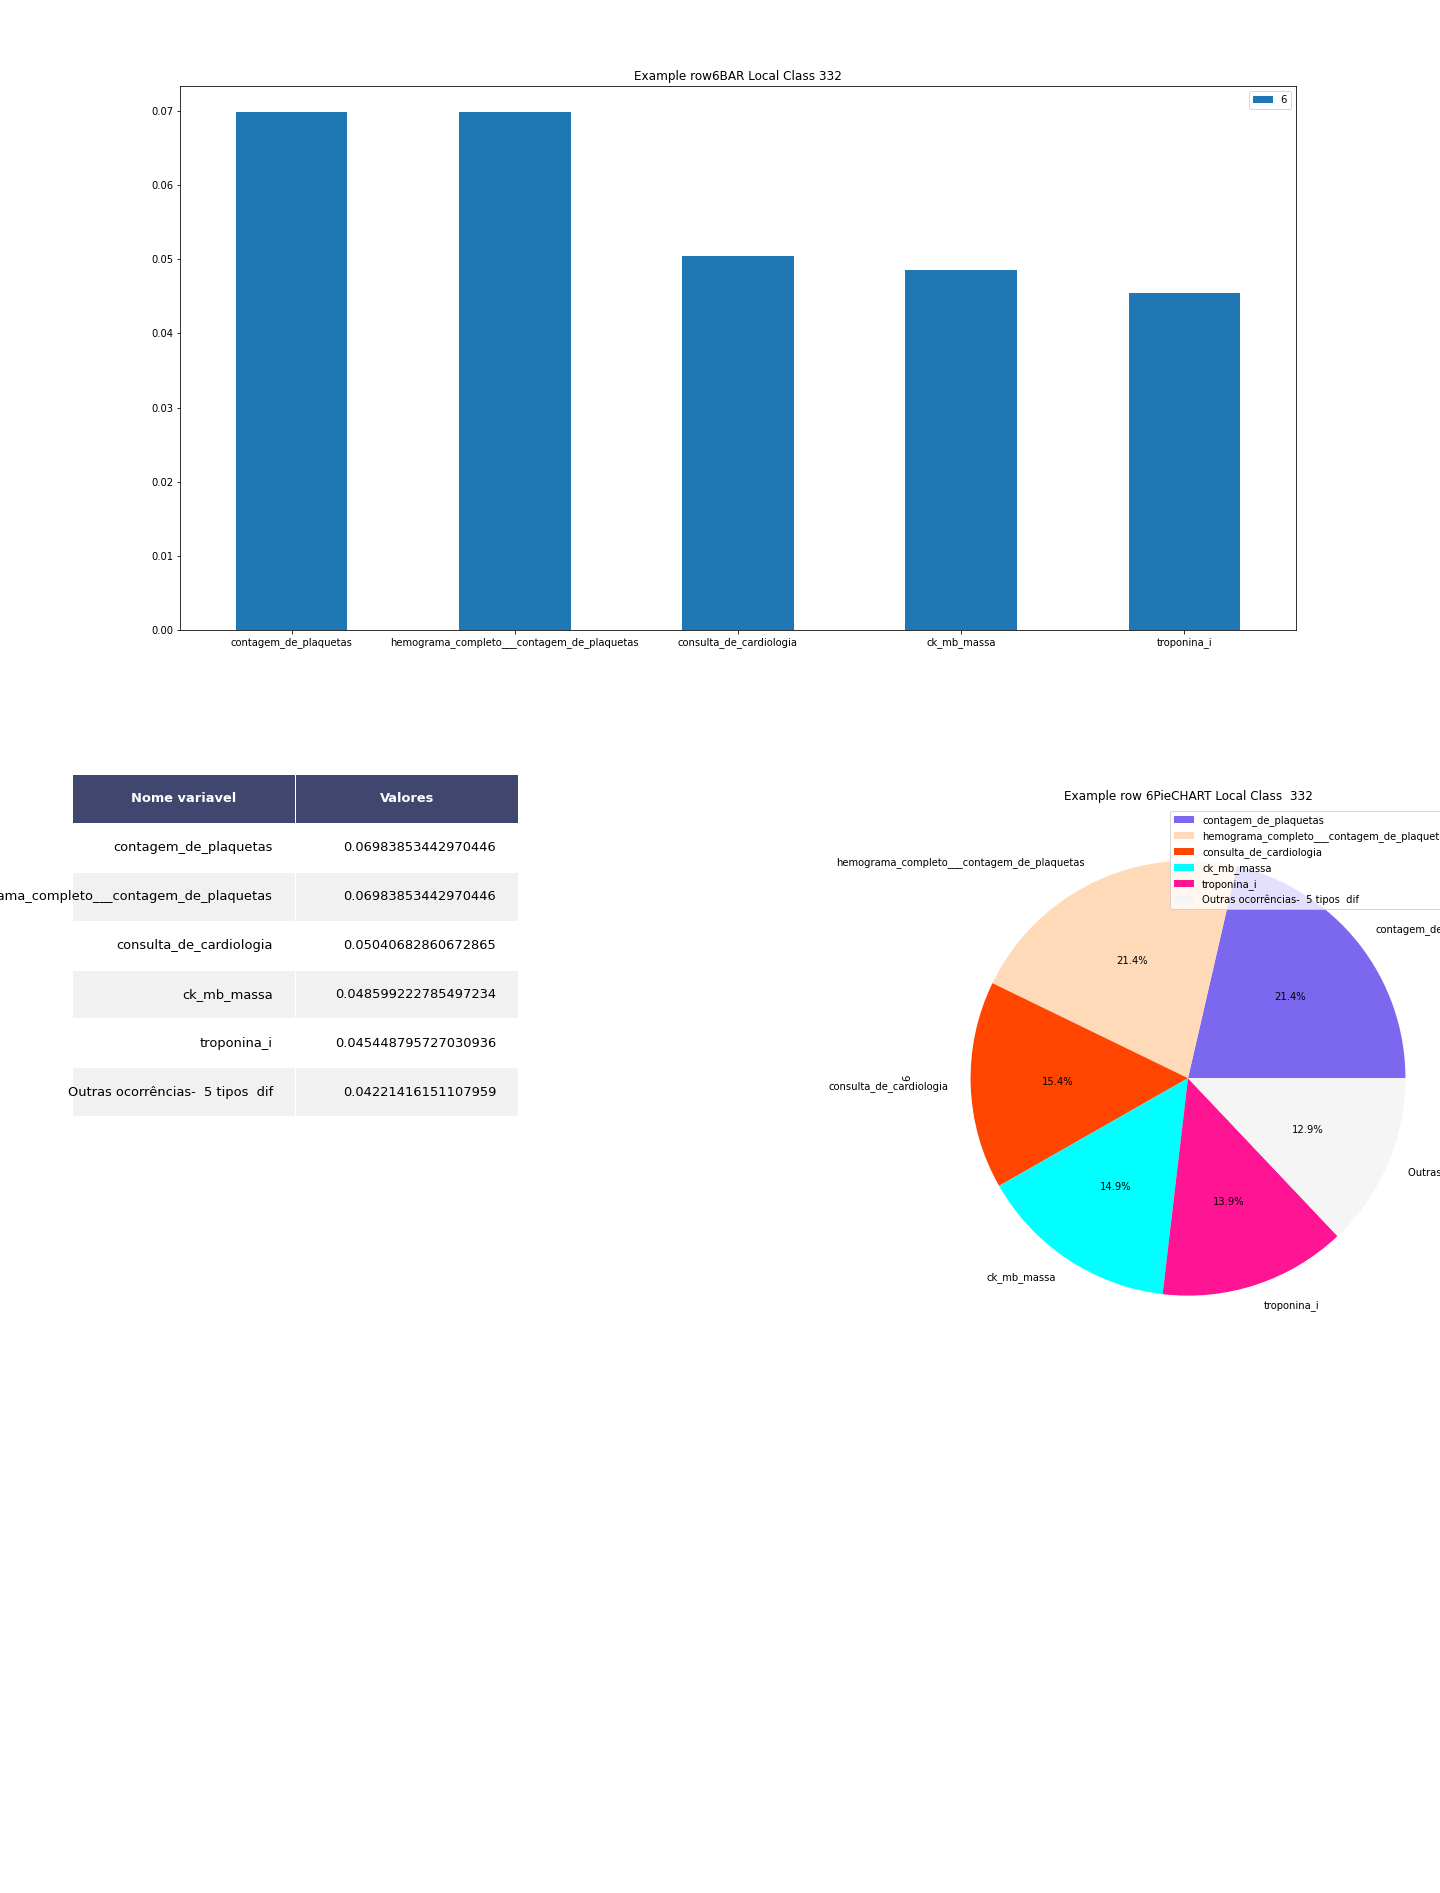 Example row6BAR Local Class 332
6
0.07
0.06
0.05
0.04
0.03
0.02
0.01
0.00
contagem_de_plaquetas
hemograma_completo___contagem_de_plaquetas
consulta_de_cardiologia
ck_mb_massa
troponina_i
Nome variavel Valores
contagem_de_plaquetas 0.06983853442970446
ama_completo___contagem_de_plaquetas 0.06983853442970446
consulta_de_cardiologia 0.05040682860672865
ck_mb_massa 0.048599222785497234
troponina_i 0.045448795727030936
Outras ocorrências-  5 tipos  dif 0.04221416151107959
Example row 6PieCHART Local Class  332
contagem_de_plaquetas
hemograma_completo___contagem_de_plaquet
consulta_de_cardiologia
ck_mb_massa
troponina_i
Outras ocorrências-  5 tipos  dif
hemograma_completo___contagem_de_plaquetas
contagem_de
21.4%
21.4%
consulta_de_cardiologia
6
15.4%
12.9%
Outras
14.9%
13.9%
ck_mb_massa
troponina_i